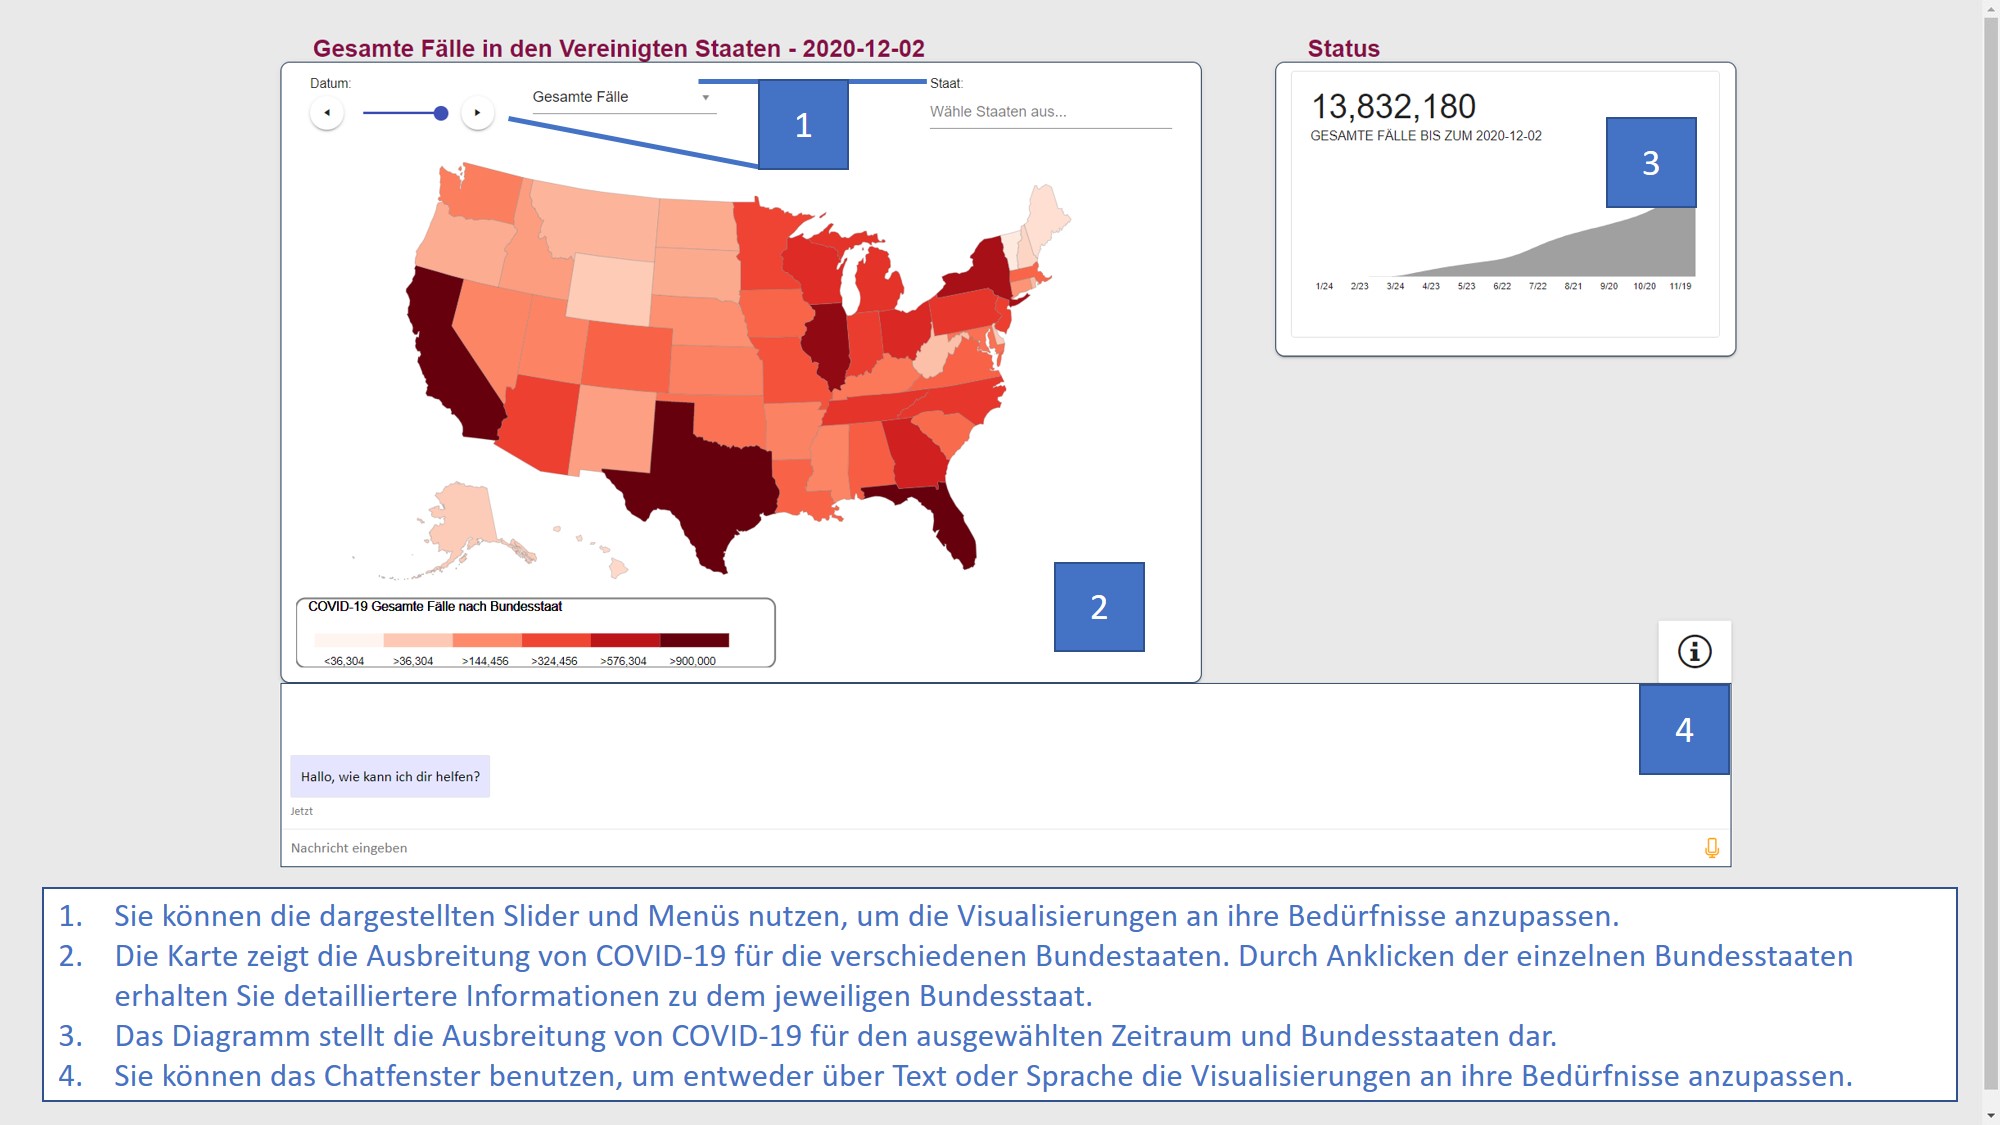 Gesamte Fälle in den Vereinigten Staaten - 2020-12-02
Status
Datum:
Gesamte Fälle
Staat:
Wähle Staaten aus...
1
13,832,180
GESAMTE FÄLLE BIS ZUM 2020-12-02
3
1/24 2/23 3/24 4/23 5/23 6/22 7/22 8/21 9/20 10/20 11/19
2
COVID-19 Gesamte Fälle nach Bundesstaat
<36,304 >36,304 >144,456 >324,456 >576,304 >900,000
4
Hallo, wie kann ich dir helfen?
Jetzt
Nachricht eingeben
1. Sie können die dargestellten Slider und Menüs nutzen, um die Visualisierungen an ihre Bedürfnisse anzupassen.
2. Die Karte zeigt die Ausbreitung von COVID-19 für die verschiedenen Bundestaaten. Durch Anklicken der einzelnen Bundesstaaten
erhalten Sie detailliertere Informationen zu dem jeweiligen Bundesstaat.
3. Das Diagramm stellt die Ausbreitung von COVID-19 für den ausgewählten Zeitraum und Bundesstaaten dar.
4. Sie können das Chatfenster benutzen, um entweder über Text oder Sprache die Visualisierungen an ihre Bedürfnisse anzupassen.